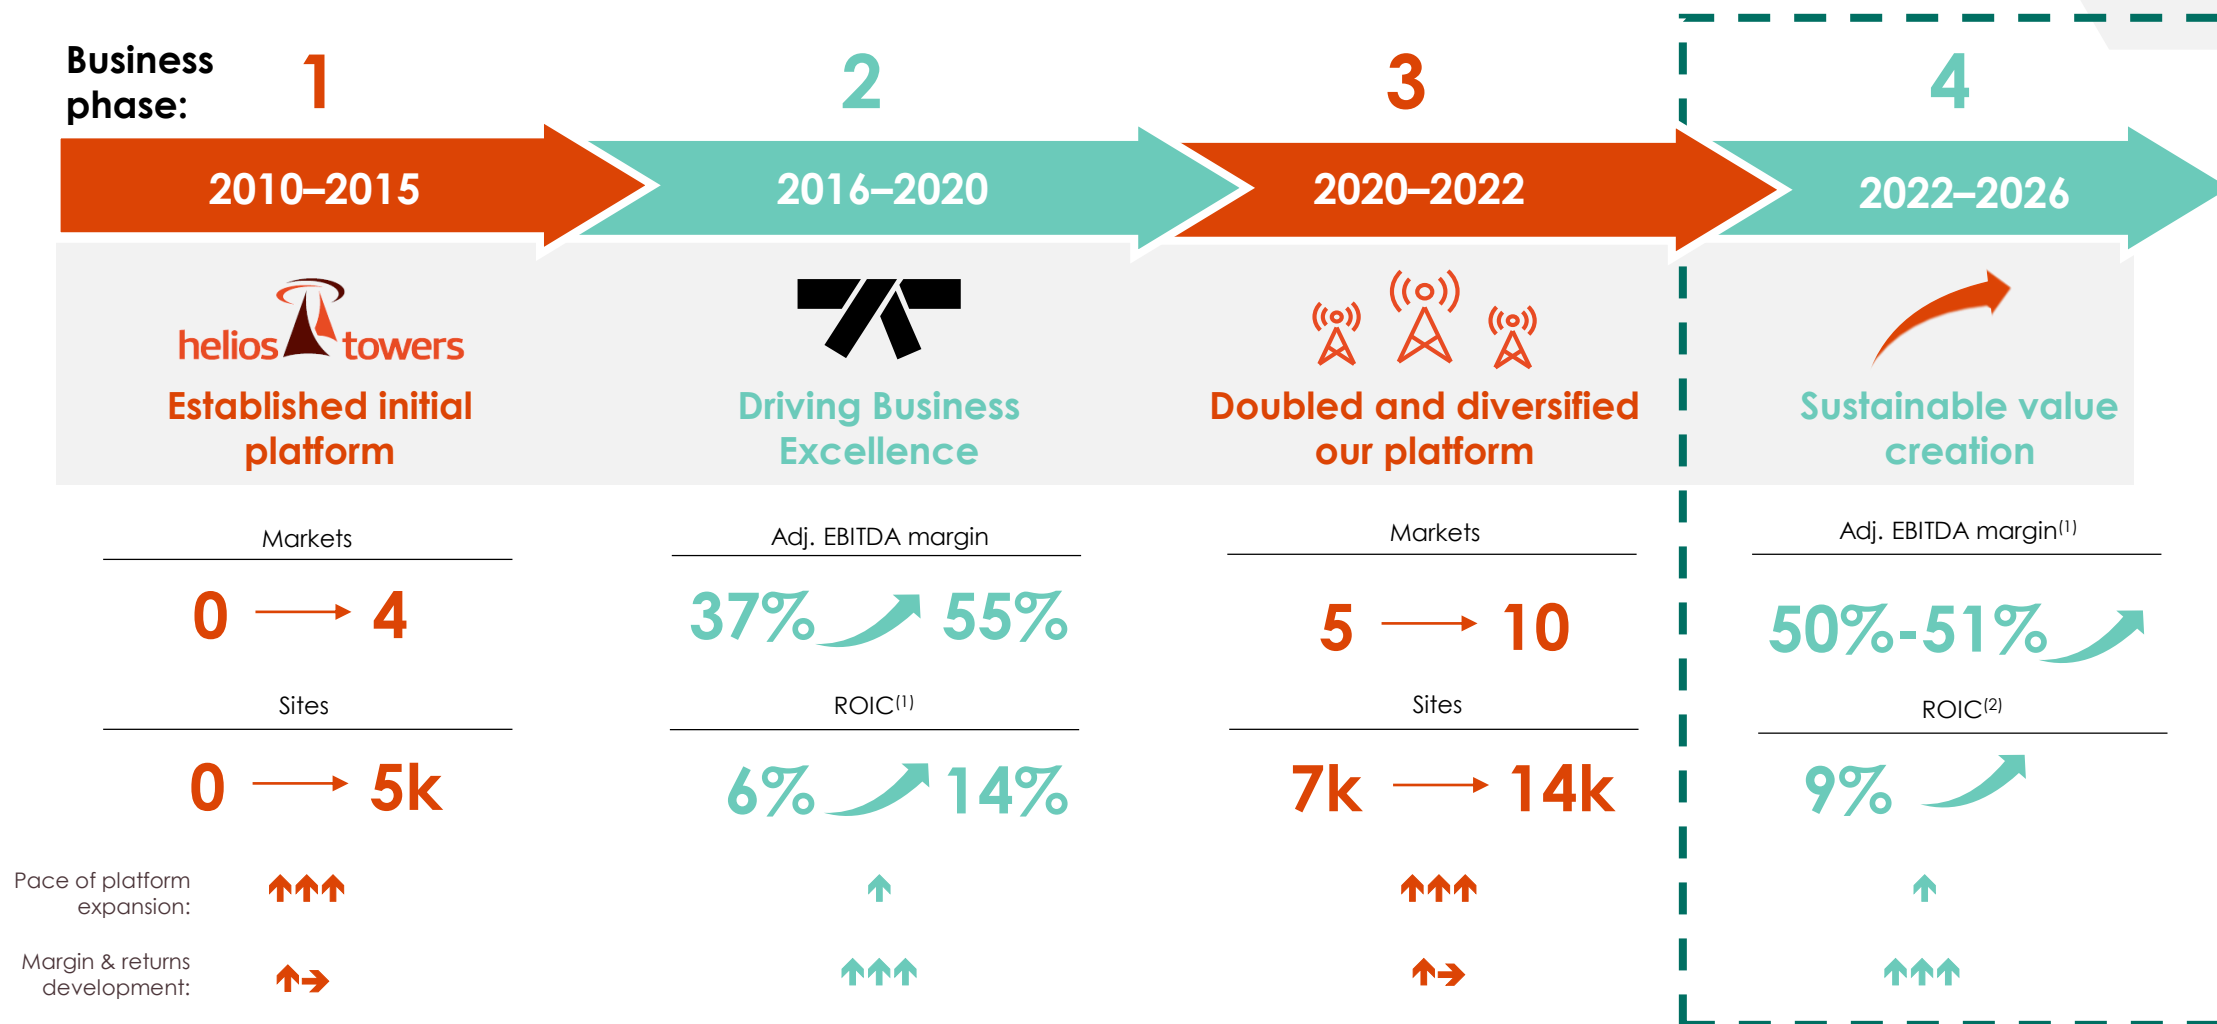 Business
phase:
1
2
3
4
2010–2015
2016–2020
2020–2022
2022–2026
helios towers
Established initial
platform
Driving Business
Excellence
Doubled and diversified
our platform
Sustainable value
creation
Markets
0 4
Adj. EBITDA margin
37% 55%
Markets
5 10
Adj. EBITDA margin(1)
50%-51%
Sites
0 5k
ROIC(1)
6% 14%
Sites
7k 14k
ROIC(2)
9%
Pace of platform
expansion:
Margin & returns
development: